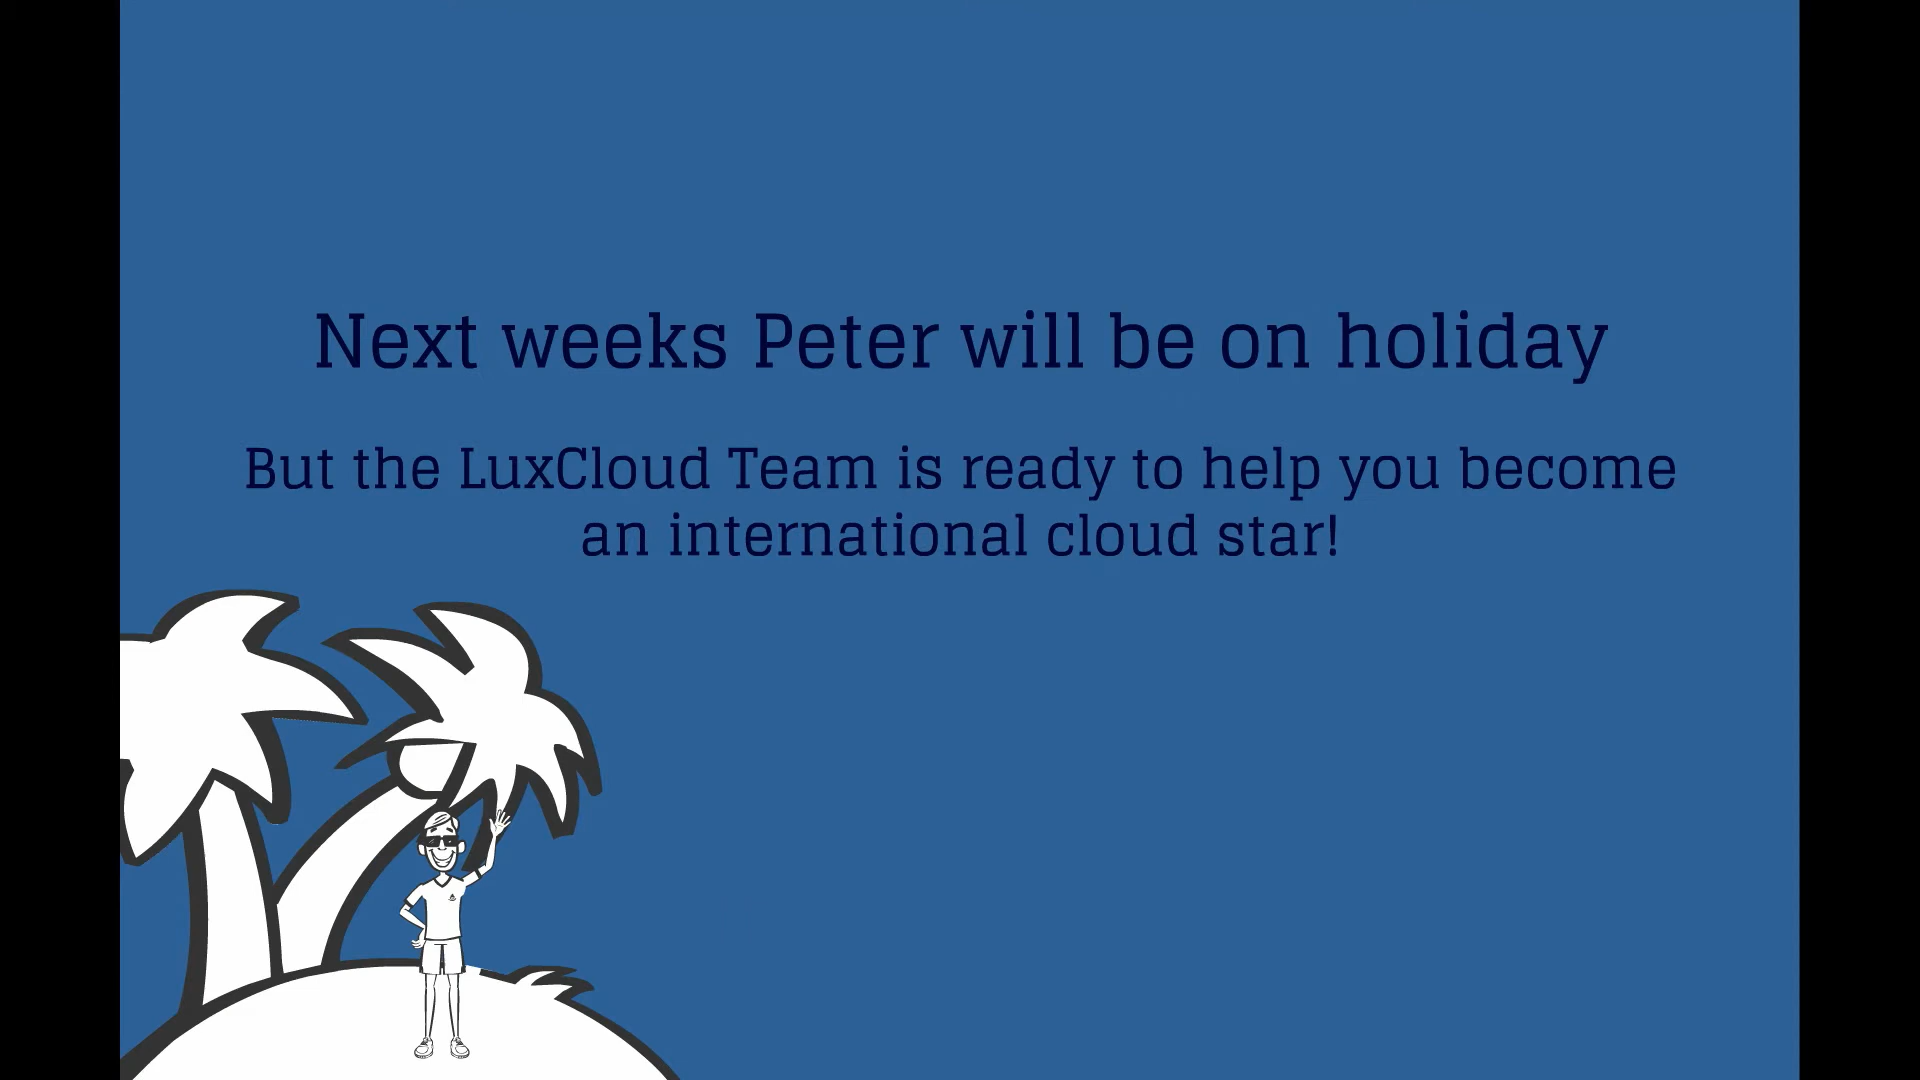 Next weeks Peter will be on holiday
But the LuxCloud Team is ready to help you become
an international cloud star!